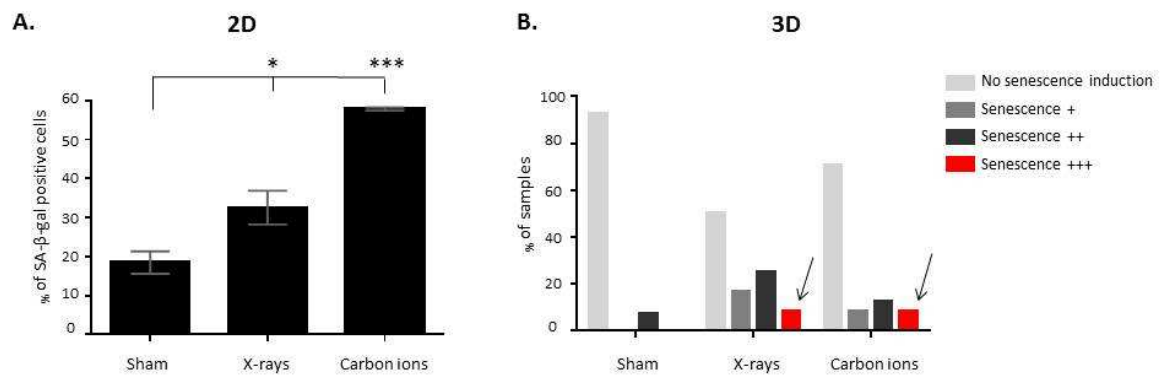 A.
2D
*
***
% of SA-β-gal positive cells
60
50
40
30
20
10
0
Sham
X-rays
Carbon ions
B.
3D
% of samples
100
80
60
40
20
0
Sham
X-rays
Carbon ions
No senescence induction
Senescence +
Senescence ++
Senescence +++